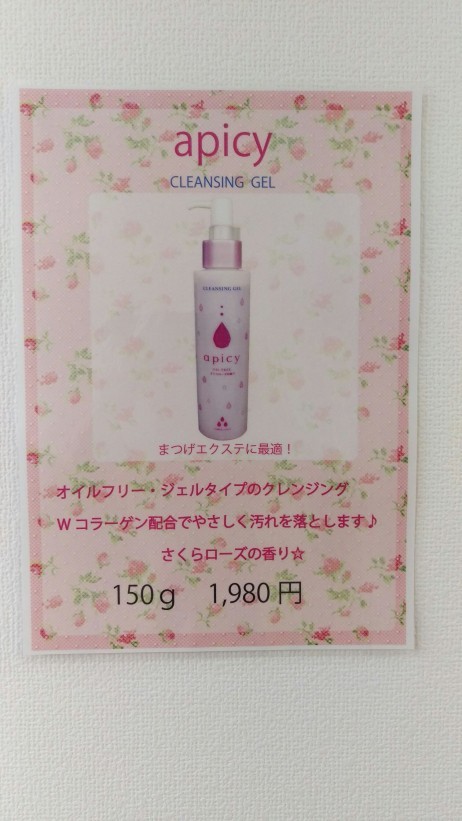 apicy
CLEANSING GEL
CLEANSING GEL
apicy
まつげエクステに最適！
オイルフリー・ジェルタイプのクレンジング
Wコラーゲン配合でやさしく汚れを落とします♪
さくらローズの香り☆
150g 1,980円